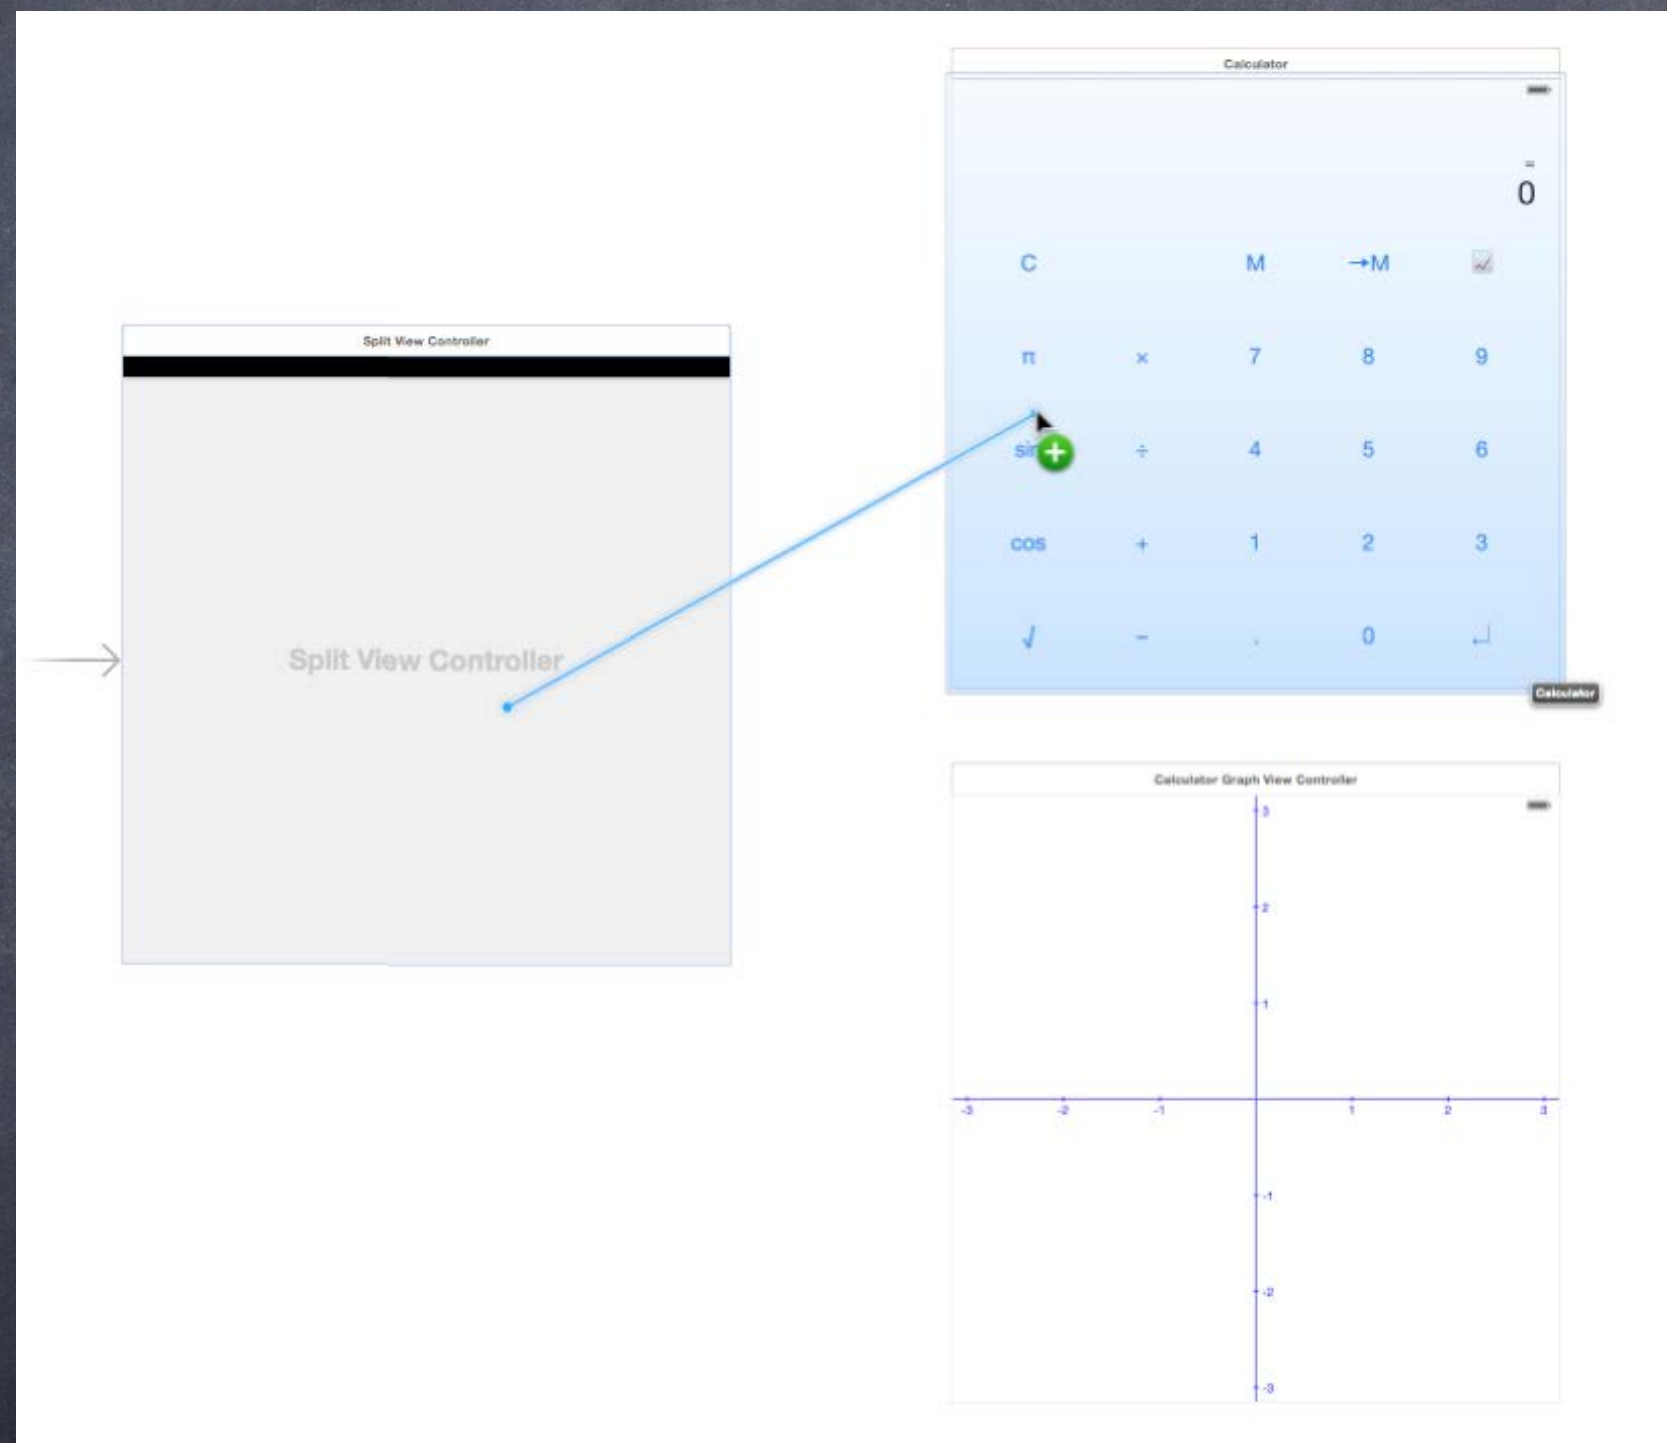 Calculator
=
0
C M →M
π × 7 8 9
sin ÷ 4 5 6
cos + 1 2 3
√ − . 0 ↵
Calculator
Split View Controller
Split View Controller
Calculator Graph View Controller
3
2
1
-3 -2 -1 1 2 3
-1
-2
-3